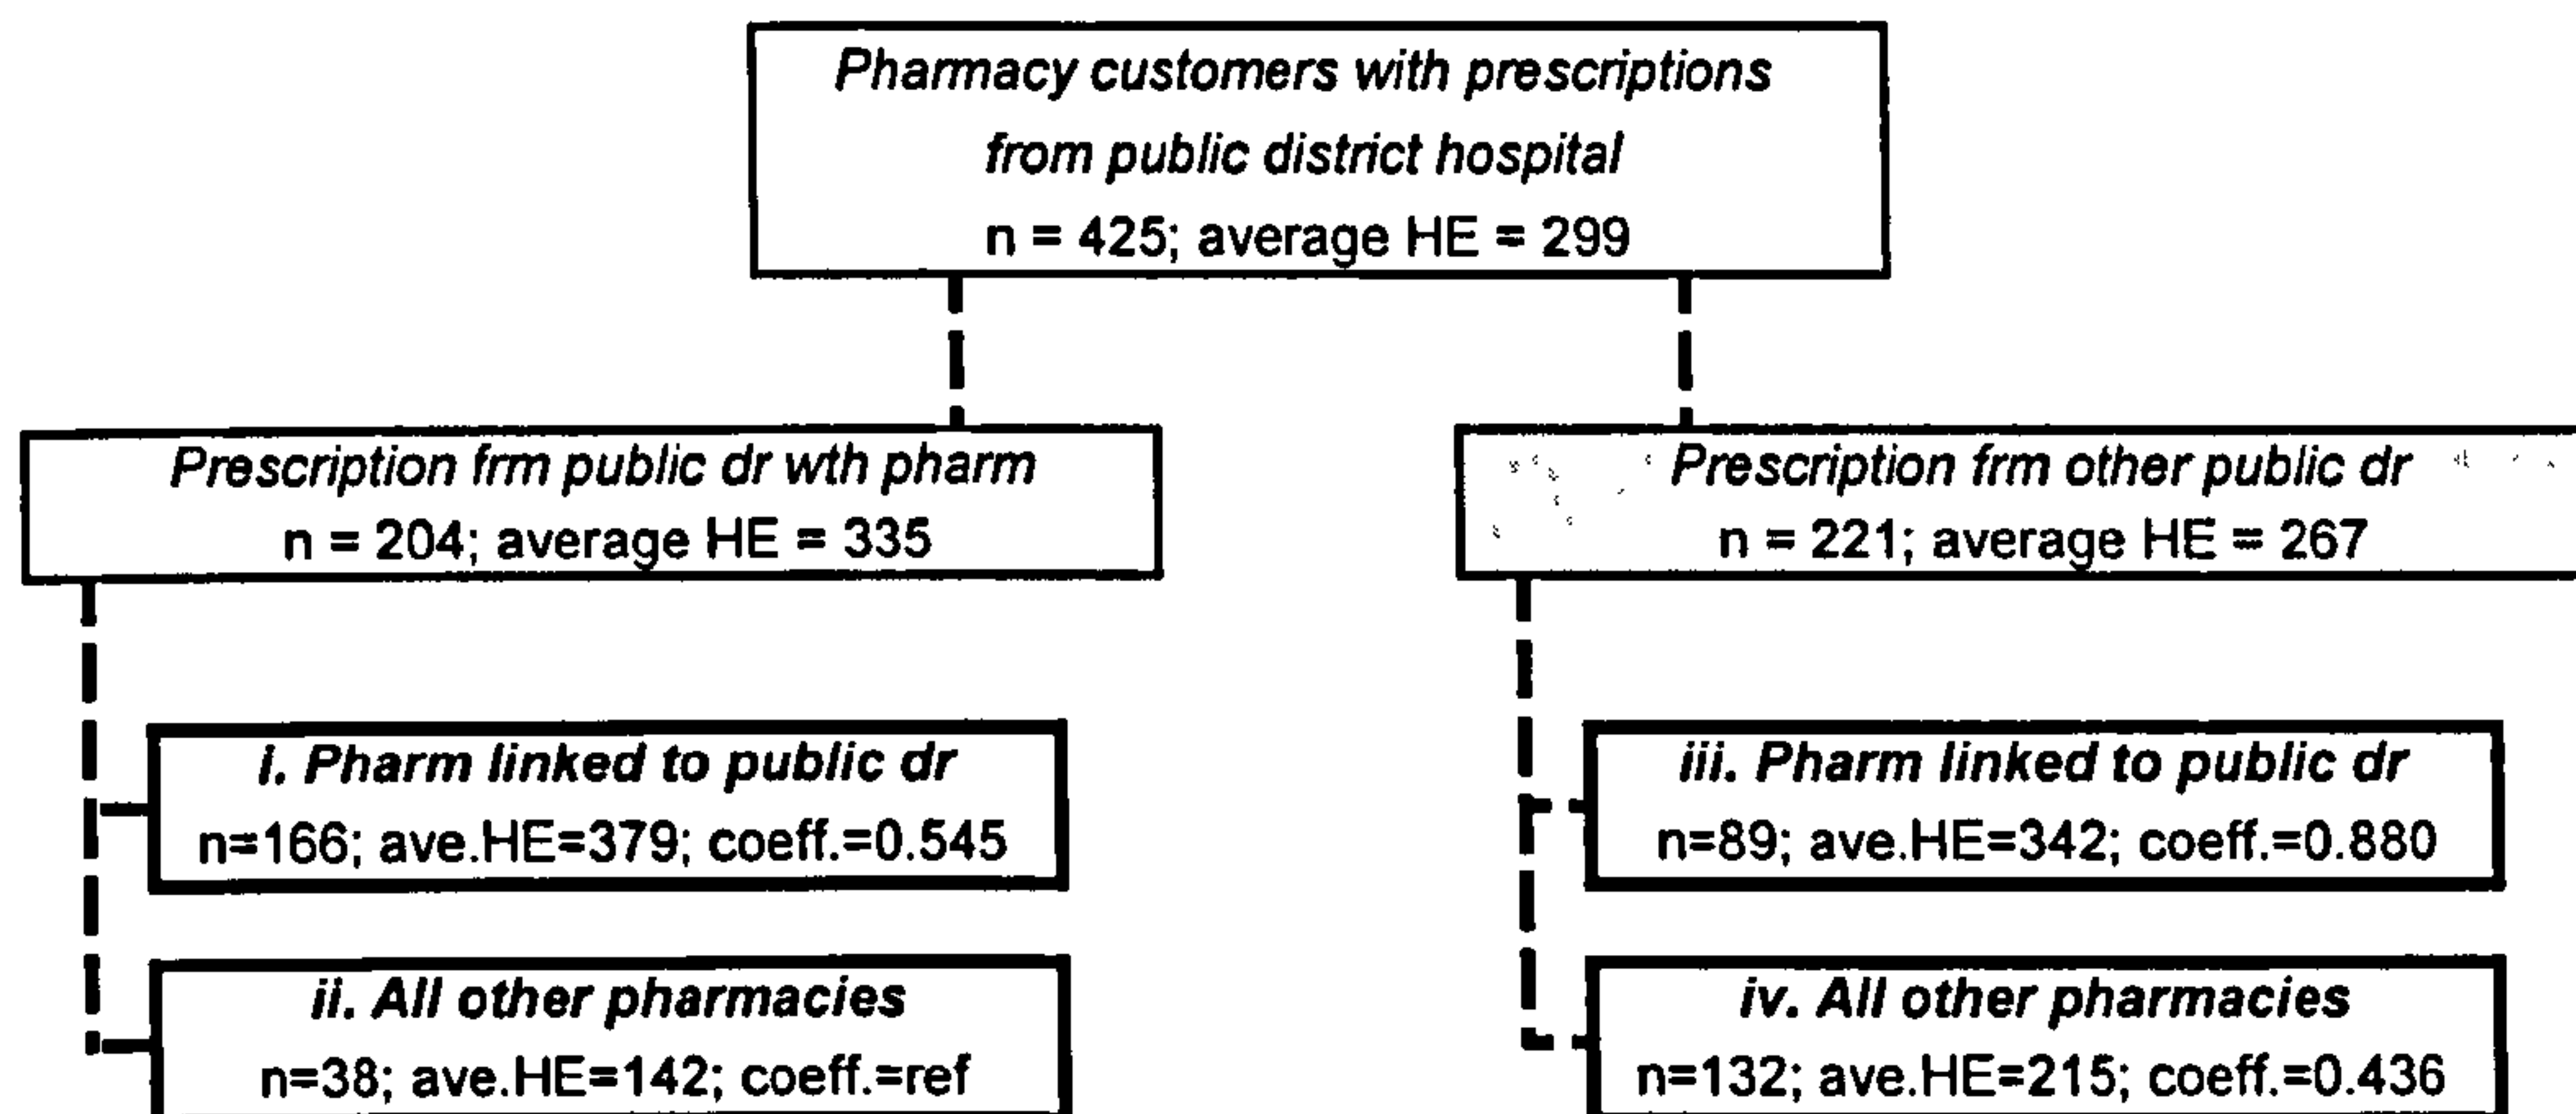 Pharmacy customers with prescriptions
from public district hospital
n = 425; average HE = 299
Prescription frm public dr wth pharm
n = 204; average HE = 335
Prescription frm other public dr
n = 221; average HE = 267
i. Pharm linked to public dr
n=166; ave.HE=379; coeff.=0.545
ii. All other pharmacies
n=38; ave.HE=142; coeff.=ref
iii. Pharm linked to public dr
n=89; ave.HE=342; coeff.=0.880
iv. All other pharmacies
n=132; ave.HE=215; coeff.=0.436